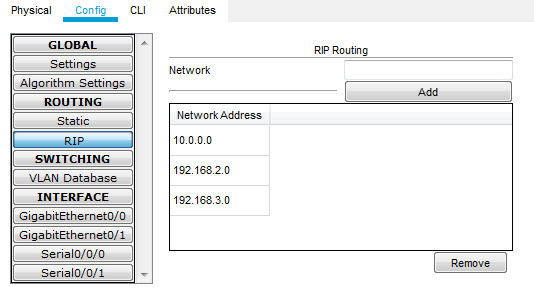 Physical Config CLI Attributes
GLOBAL
Settings
Algorithm Settings
ROUTING
Static
RIP
SWITCHING
VLAN Database
INTERFACE
GigabitEthernet0/0
GigabitEthernet0/1
Serial0/0/0
Serial0/0/1
RIP Routing
Network
Add
Network Address
10.0.0.0
192.168.2.0
192.168.3.0
Remove